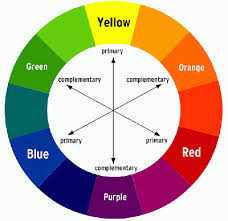 Yellow
primary
Green
Orange
complementary
complementary
primary
primary
Blue
Red
complementary
Purple